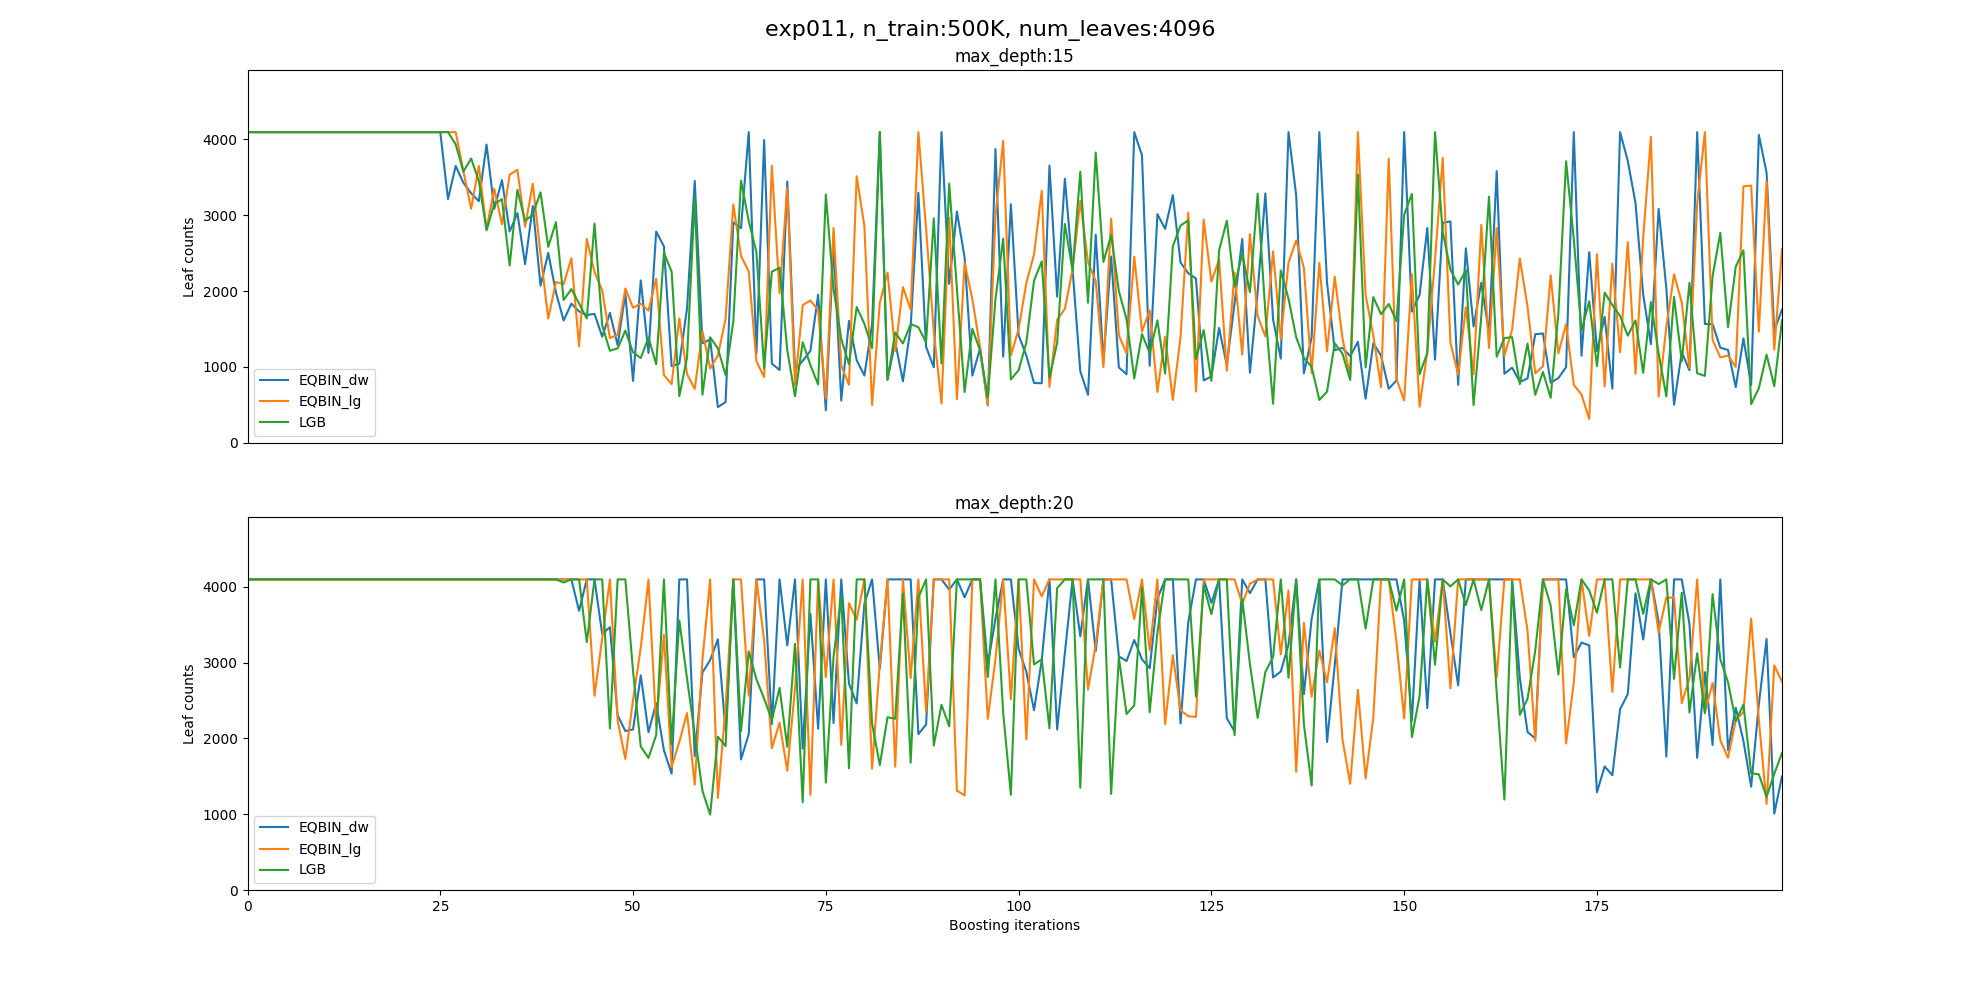 exp011, n_train:500K, num_leaves:4096
max_depth:15
4000
3000
2000
1000
0
Leaf counts
EQBIN_dw
EQBIN_lg
LGB
max_depth:20
4000
3000
2000
1000
0
Leaf counts
EQBIN_dw
EQBIN_lg
LGB
0 25 50 75 100 125 150 175
Boosting iterations